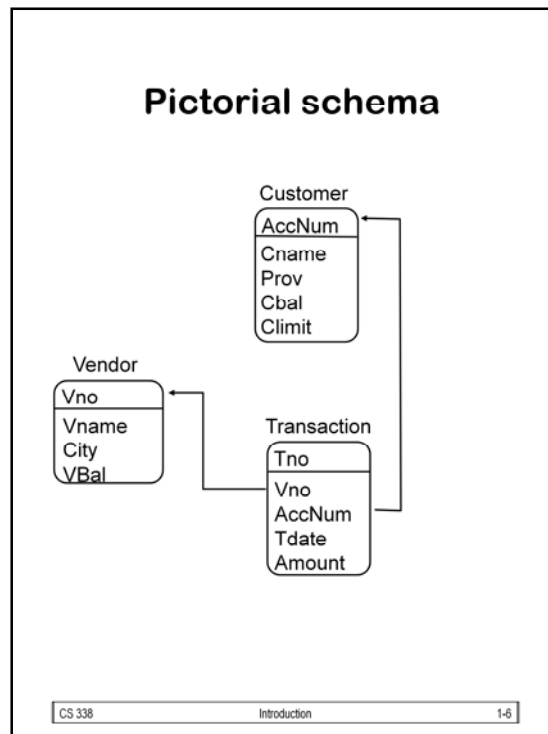 Pictorial schema
Customer
AccNum
Cname
Prov
Cbal
Climit
Vendor
Vno
Vname
City
VBal
Transaction
Tno
Vno
AccNum
Tdate
Amount
CS 338 Introduction 1-6